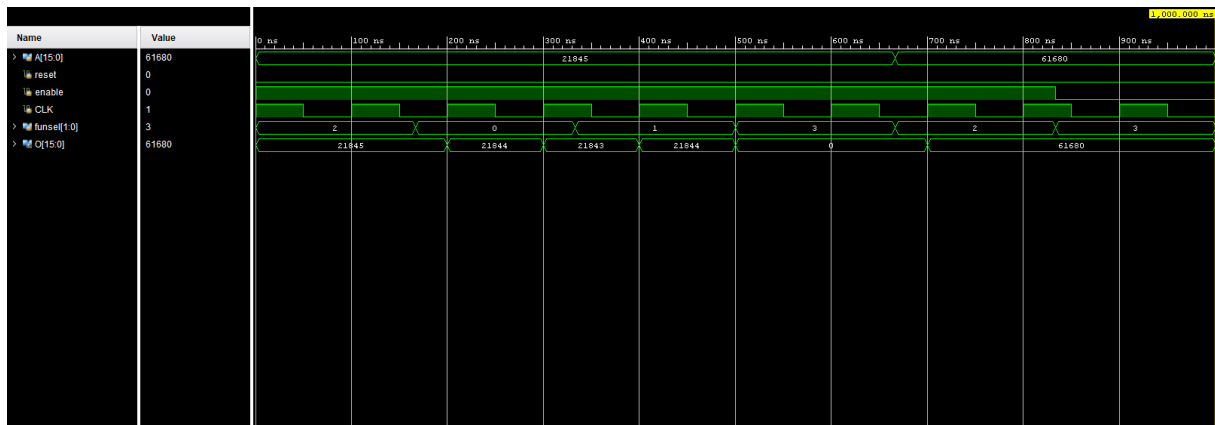 1,000.000 ns
Name Value 0 ns 100 ns 200 ns 300 ns 400 ns 500 ns 600 ns 700 ns 800 ns 900 ns
A[15:0] 61680 21845 61680
reset 0
enable 0
CLK 1
funsel[1:0] 3 2 0 1 3 2 3
O[15:0] 61680 21845 21844 21843 21844 0 61680